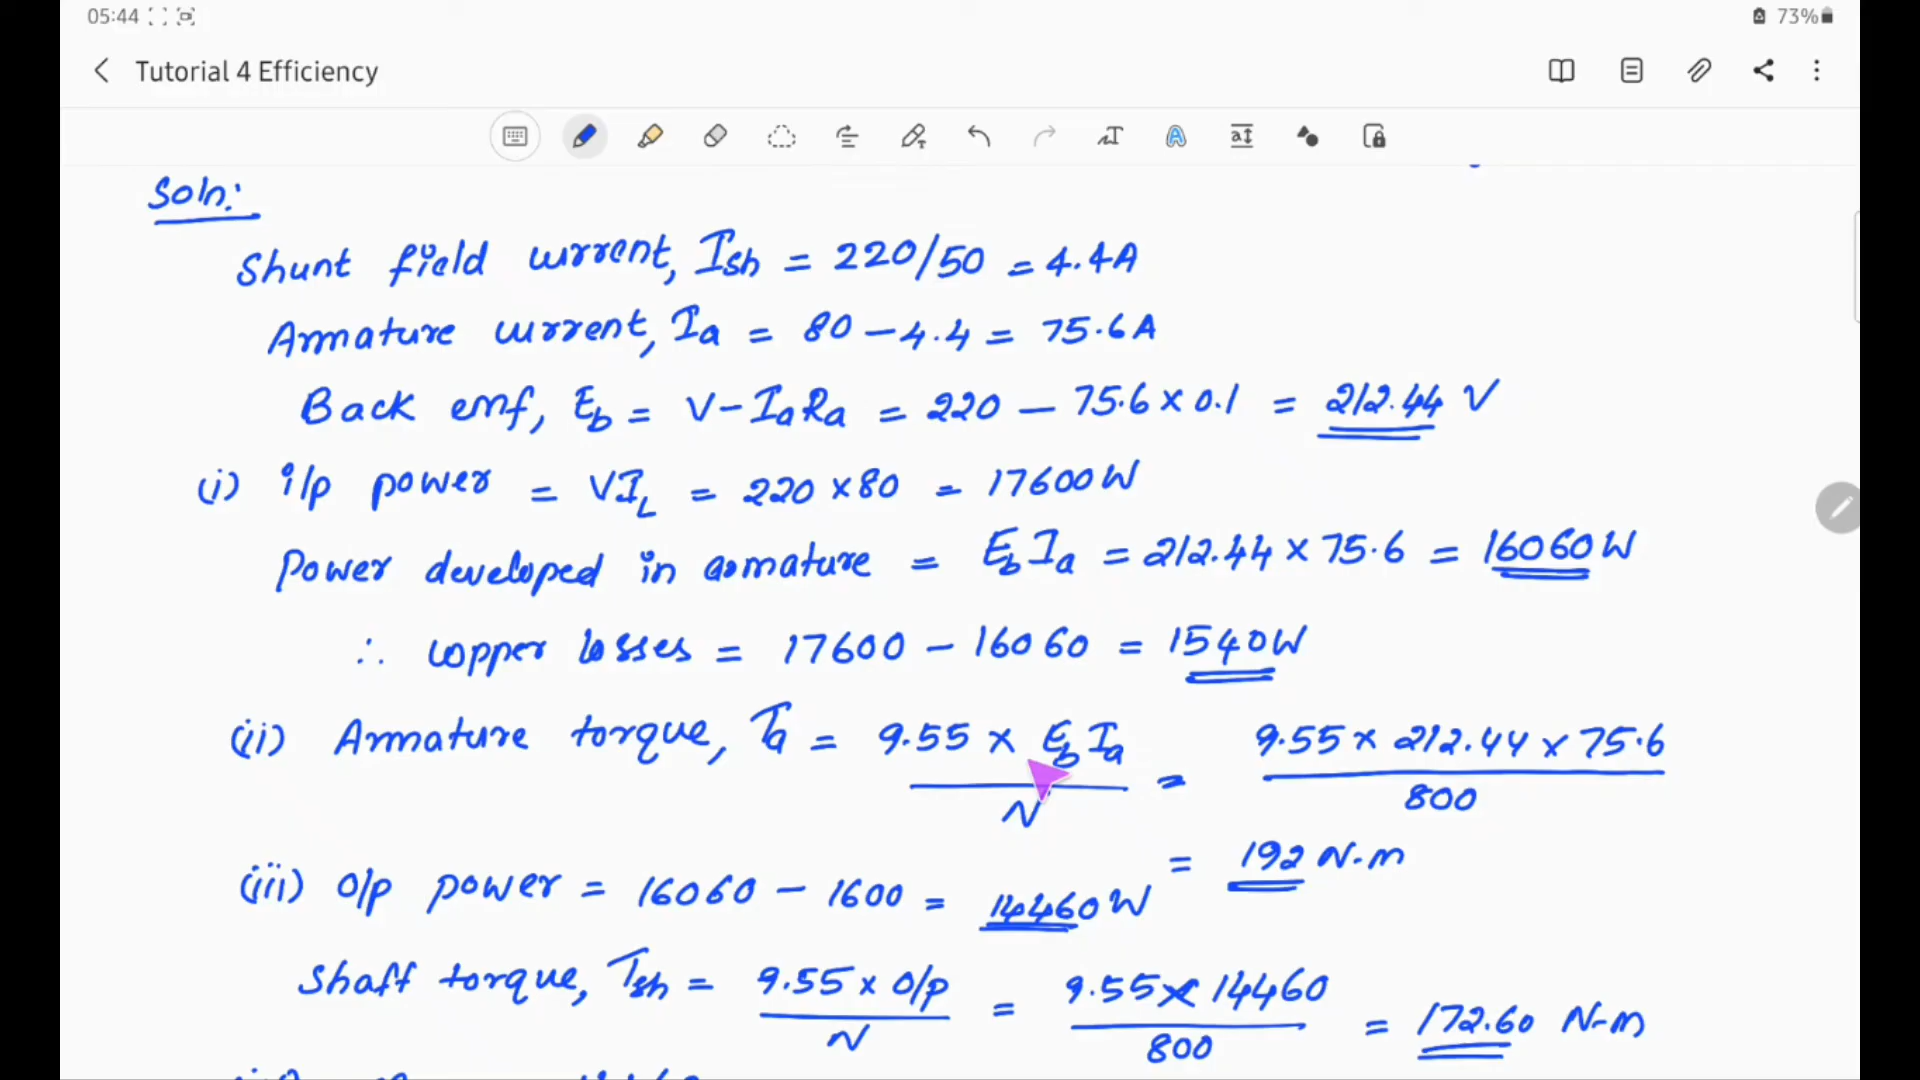 05:44
73%
Tutorial 4 Efficiency
Soln:
Shunt field current, Ish = 220/50 = 4.4A
Armature current, Ia = 80 - 4.4 = 75.6A
Back emf, Eb = V - IaRa = 220 - 75.6 × 0.1 = 212.44 V
(i) i/p power = VIL = 220 × 80 = 17600W
Power developed in armature = EbIa = 212.44 × 75.6 = 16060W
∴ copper losses = 17600 - 16060 = 1540W
(ii) Armature torque, Ta = 9.55 × EbIa / N = 9.55 × 212.44 × 75.6 / 800
= 192 N-m
(iii) o/p power = 16060 - 1600 = 14460W
Shaft torque, Tsh = 9.55 × o/p / N = 9.55 × 14460 / 800 = 172.60 N-m